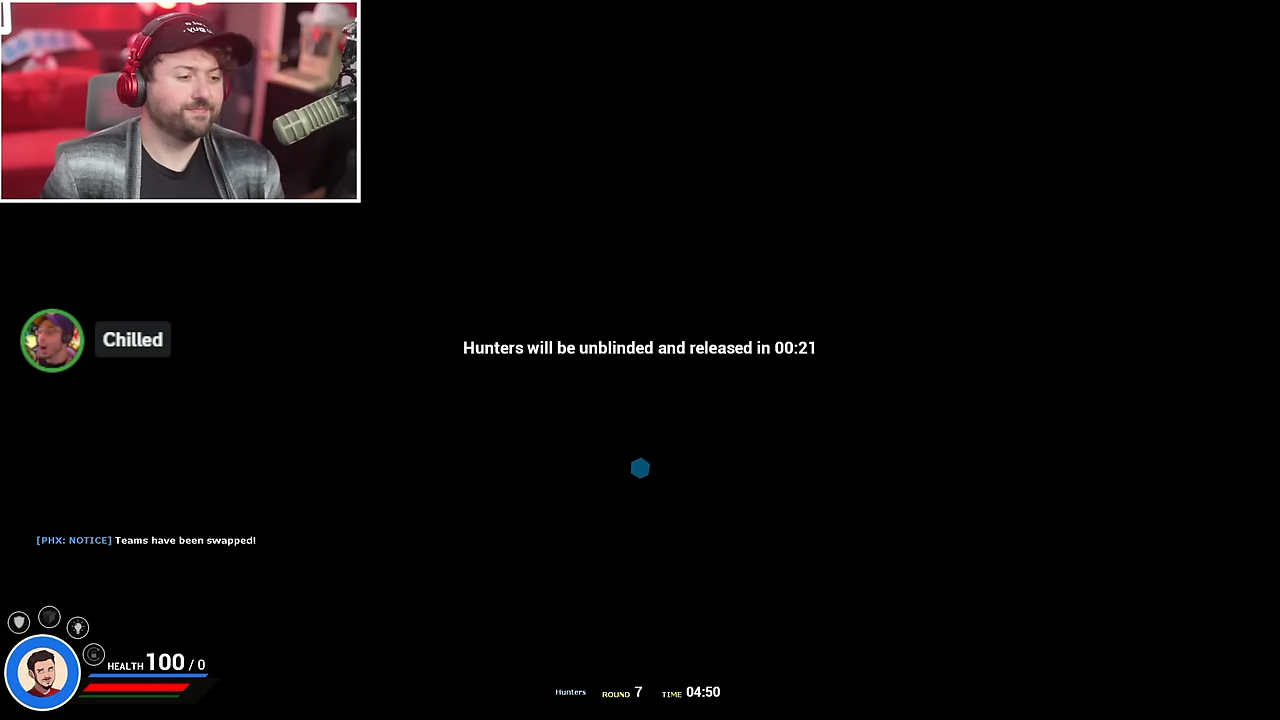 Chilled
Hunters will be unblinded and released in 00:21
[PHX: NOTICE] Teams have been swapped!
HEALTH 100 / 0
Hunters ROUND 7 TIME 04:50